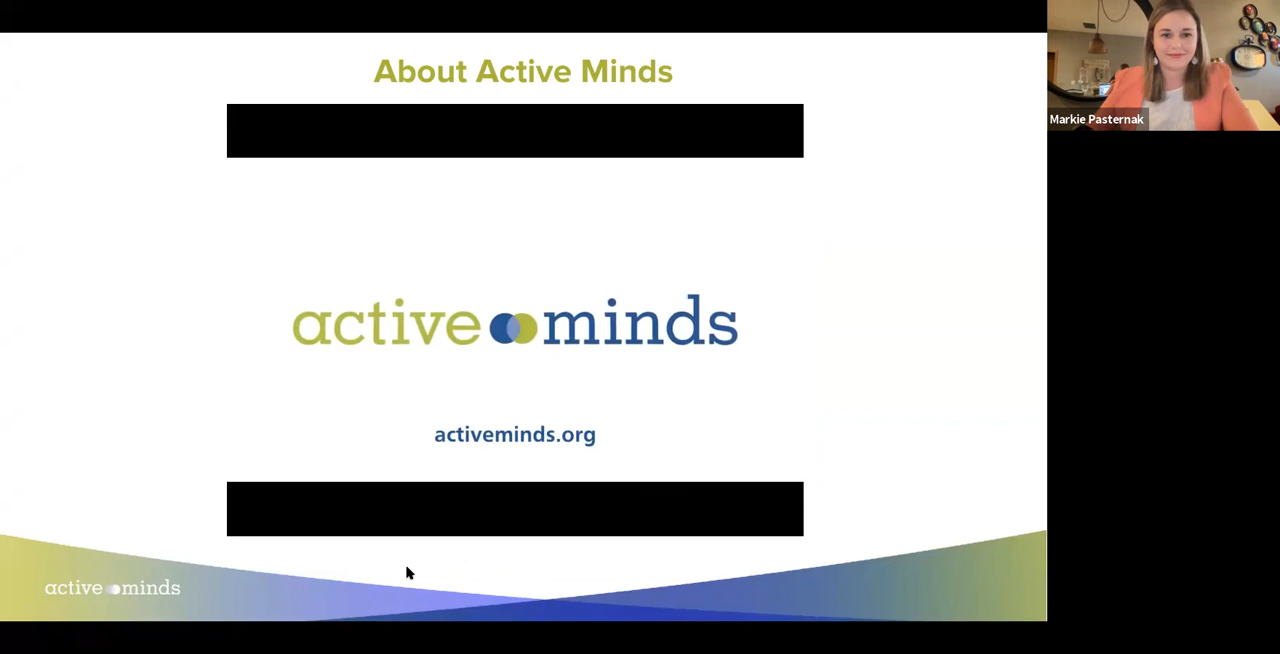 About Active Minds
Markie Pasternak
active minds
activeminds.org
active minds